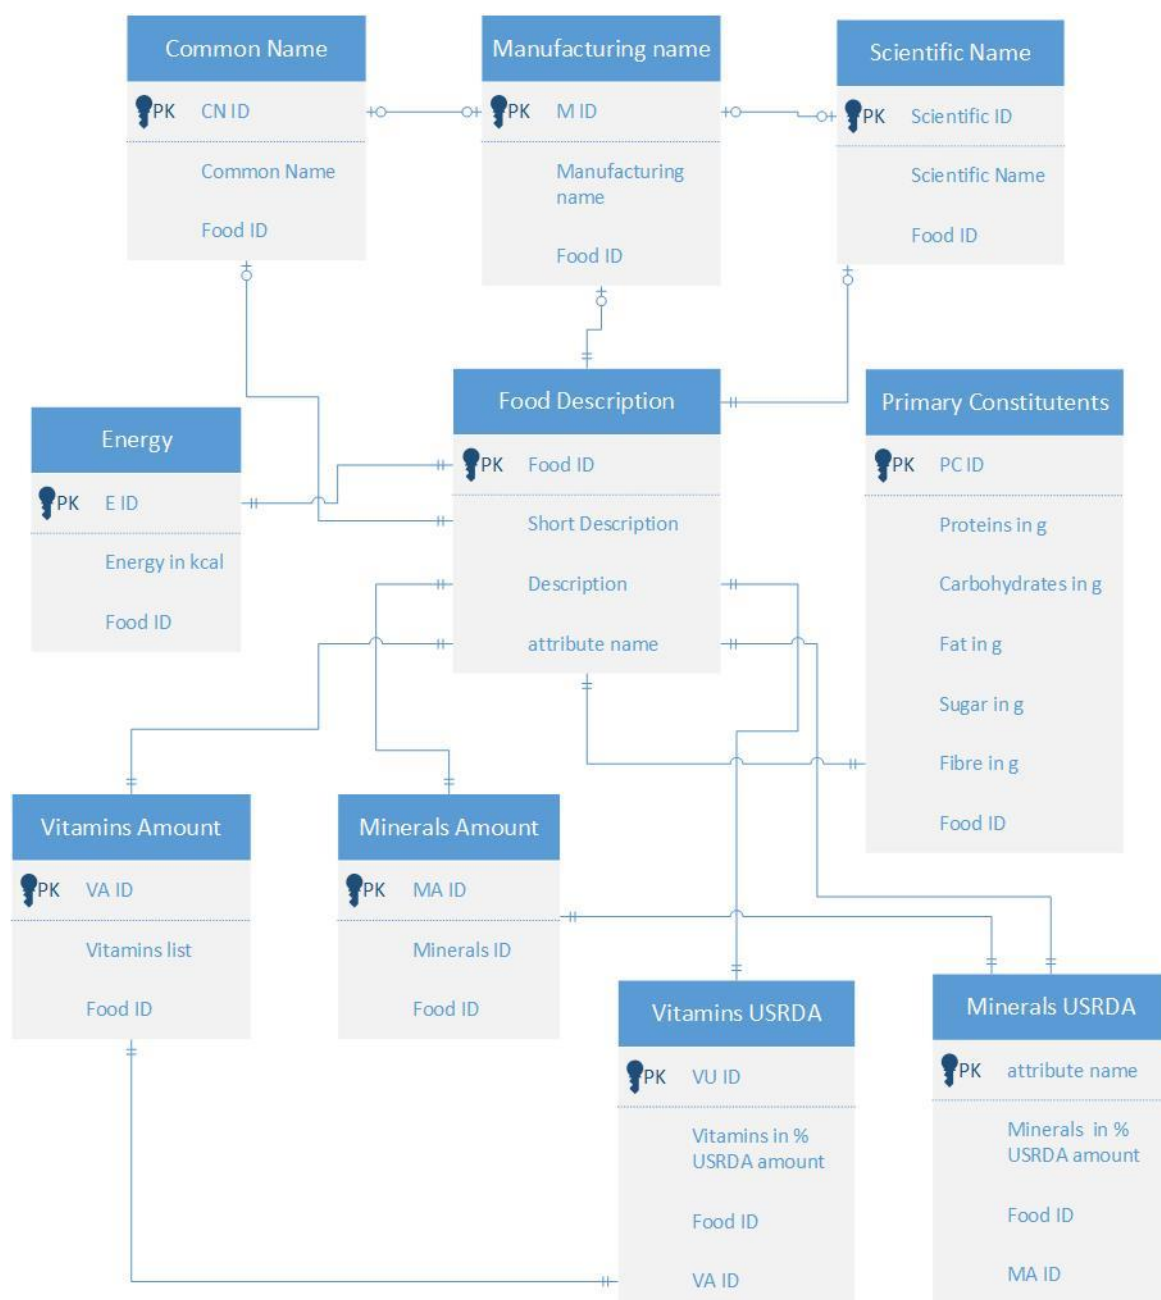 Common Name
PK CN ID
Common Name
Food ID
Manufacturing name
PK M ID
Manufacturing
name
Food ID
Scientific Name
PK Scientific ID
Scientific Name
Food ID
Energy
PK E ID
Energy in kcal
Food ID
Food Description
PK Food ID
Short Description
Description
attribute name
Primary Constitutents
PK PC ID
Proteins in g
Carbohydrates in g
Fat in g
Sugar in g
Fibre in g
Food ID
Vitamins Amount
PK VA ID
Vitamins list
Food ID
Minerals Amount
PK MA ID
Minerals ID
Food ID
Vitamins USRDA
PK VU ID
Vitamins in %
USRDA amount
Food ID
VA ID
Minerals USRDA
PK attribute name
Minerals in %
USRDA amount
Food ID
MA ID